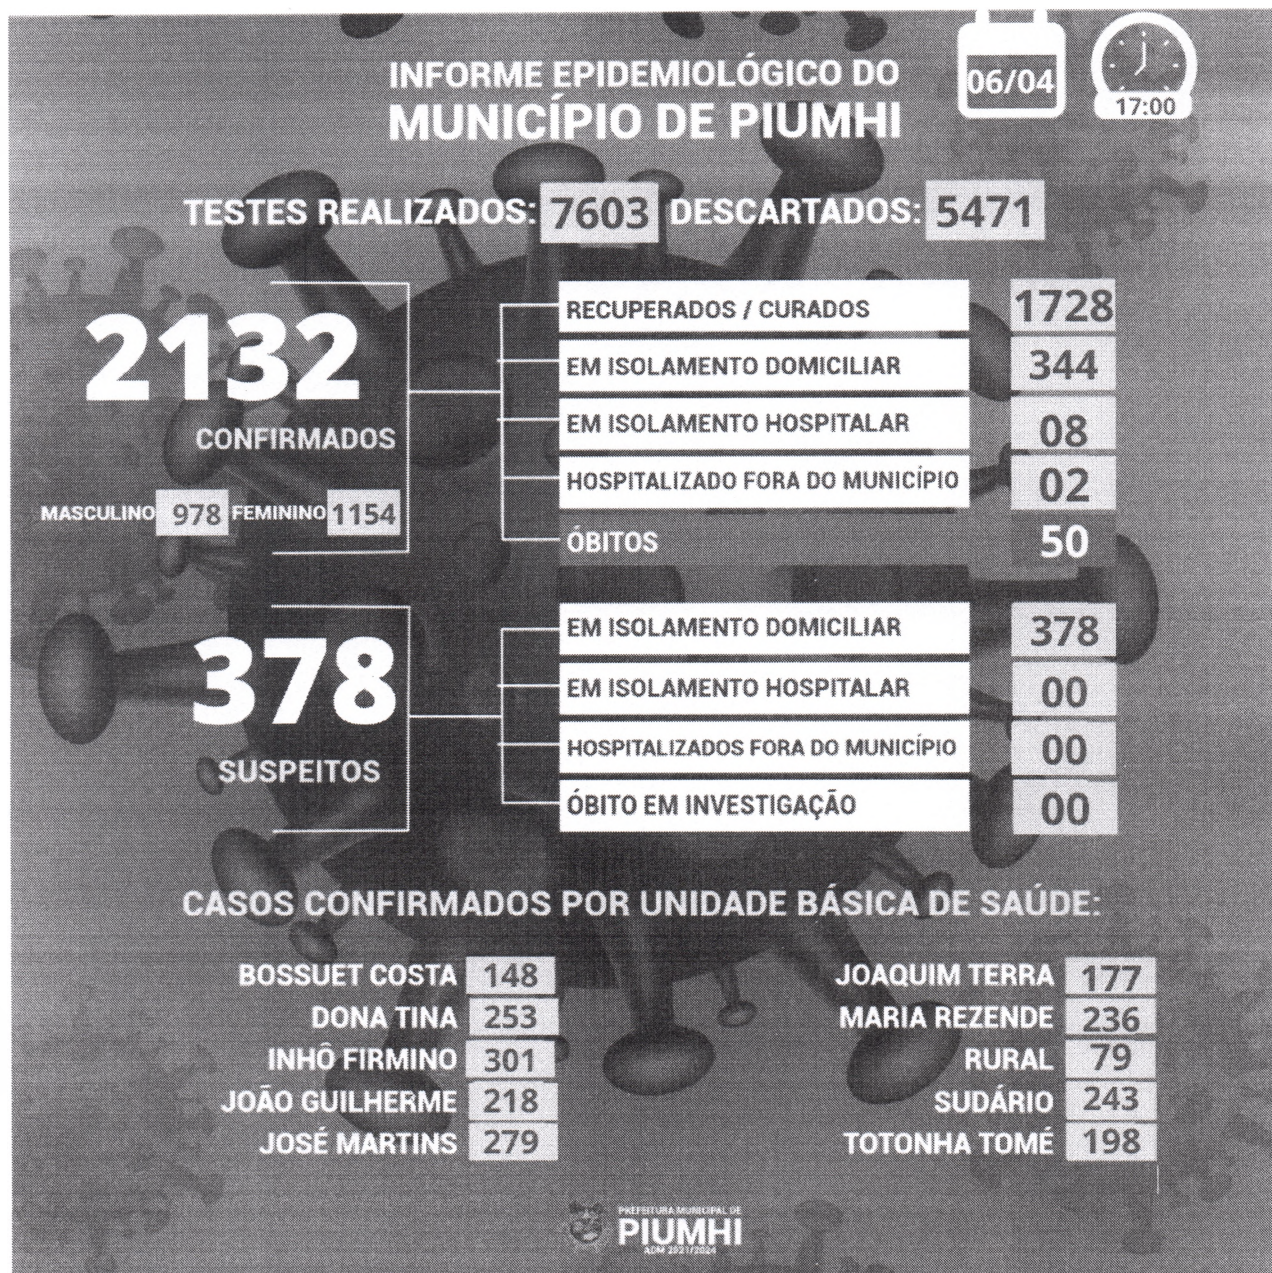 INFORME EPIDEMIOLÓGICO DO
MUNICÍPIO DE PIUMHI
06/04
17:00
TESTES REALIZADOS: 7603 DESCARTADOS: 5471
2132
CONFIRMADOS
MASCULINO 978 FEMININO 1154
RECUPERADOS / CURADOS 1728
EM ISOLAMENTO DOMICILIAR 344
EM ISOLAMENTO HOSPITALAR 08
HOSPITALIZADO FORA DO MUNICÍPIO 02
ÓBITOS 50
378
SUSPEITOS
EM ISOLAMENTO DOMICILIAR 378
EM ISOLAMENTO HOSPITALAR 00
HOSPITALIZADOS FORA DO MUNICÍPIO 00
ÓBITO EM INVESTIGAÇÃO 00
CASOS CONFIRMADOS POR UNIDADE BÁSICA DE SAÚDE:
BOSSUET COSTA 148
DONA TINA 253
INHÔ FIRMINO 301
JOÃO GUILHERME 218
JOSÉ MARTINS 279
JOAQUIM TERRA 177
MARIA REZENDE 236
RURAL 79
SUDÁRIO 243
TOTONHA TOMÉ 198
PREFEITURA MUNICIPAL DE
PIUMHI
ADM 2021/2024